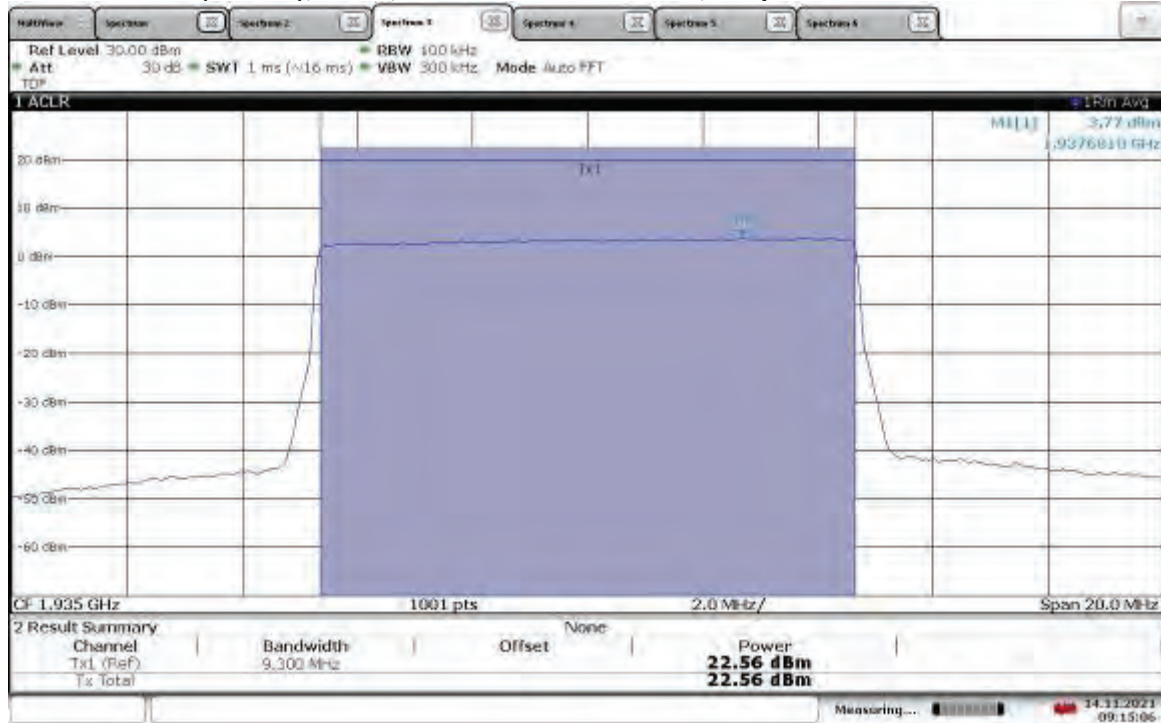 MultiView Spectrum Spectrum 2 Spectrum 3 Spectrum 4 Spectrum 5 Spectrum 6
Ref Level 30.00 dBm RBW 100 kHz
Att 30 dB SWT 1 ms (~16 ms) VBW 300 kHz Mode Auto FFT
TDF
1 ACLR 1Rm Avg
M1[1] 3.77 dBm
1.9376810 GHz
20 dBm
Tx1
10 dBm
M1
0 dBm
-10 dBm
-20 dBm
-30 dBm
-40 dBm
-50 dBm
-60 dBm
CF 1.935 GHz 1001 pts 2.0 MHz/ Span 20.0 MHz
2 Result Summary None
Channel Bandwidth Offset Power
Tx1 (Ref) 9.300 MHz 22.56 dBm
Tx Total 22.56 dBm
Measuring... 14.11.2021
09:15:06